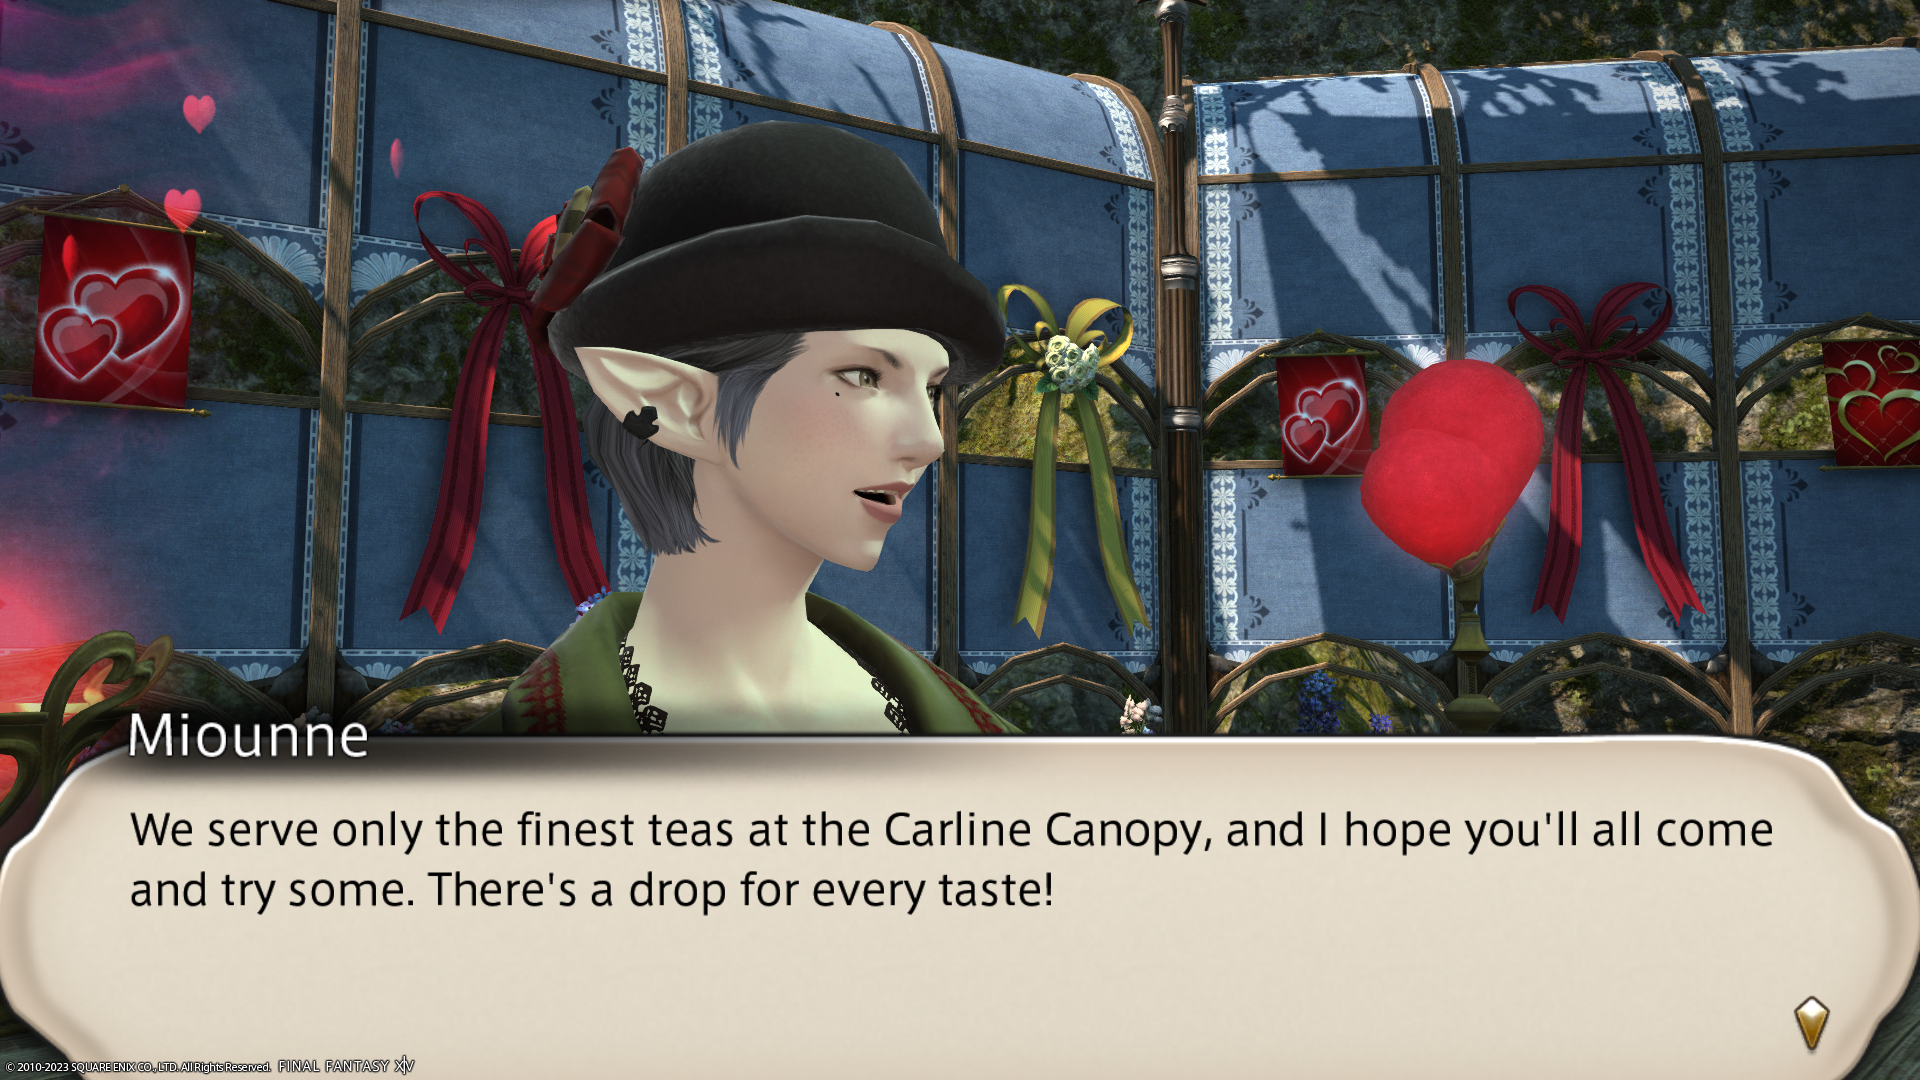 Miounne
We serve only the finest teas at the Carline Canopy, and I hope you'll all come
and try some. There's a drop for every taste!
© 2010-2023 SQUARE ENIX CO., LTD. All Rights Reserved. FINAL FANTASY XIV